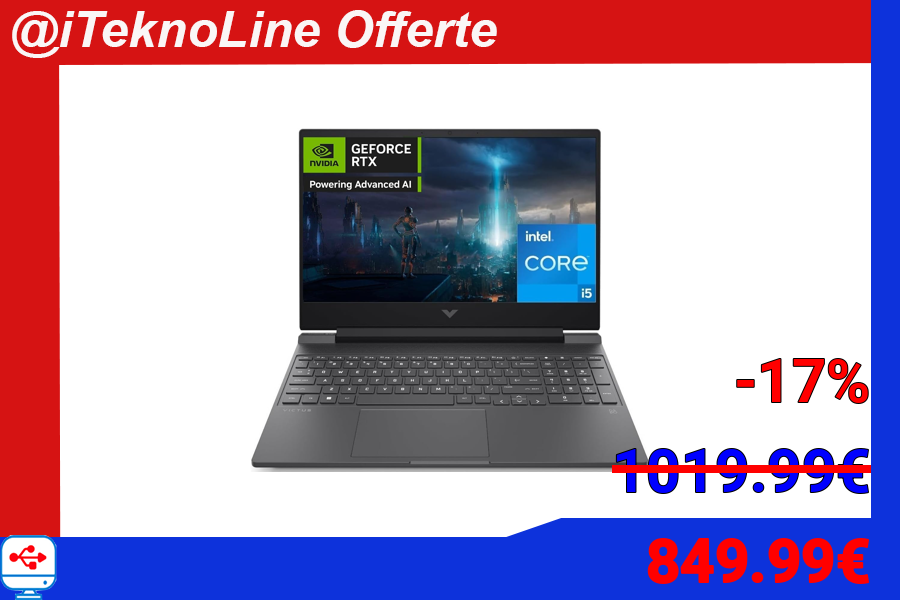 @iTeknoLine Offerte
NVIDIA
GEFORCE
RTX
Powering Advanced AI
intel.
CORE
i5
-17%
1019.99€
849.99€